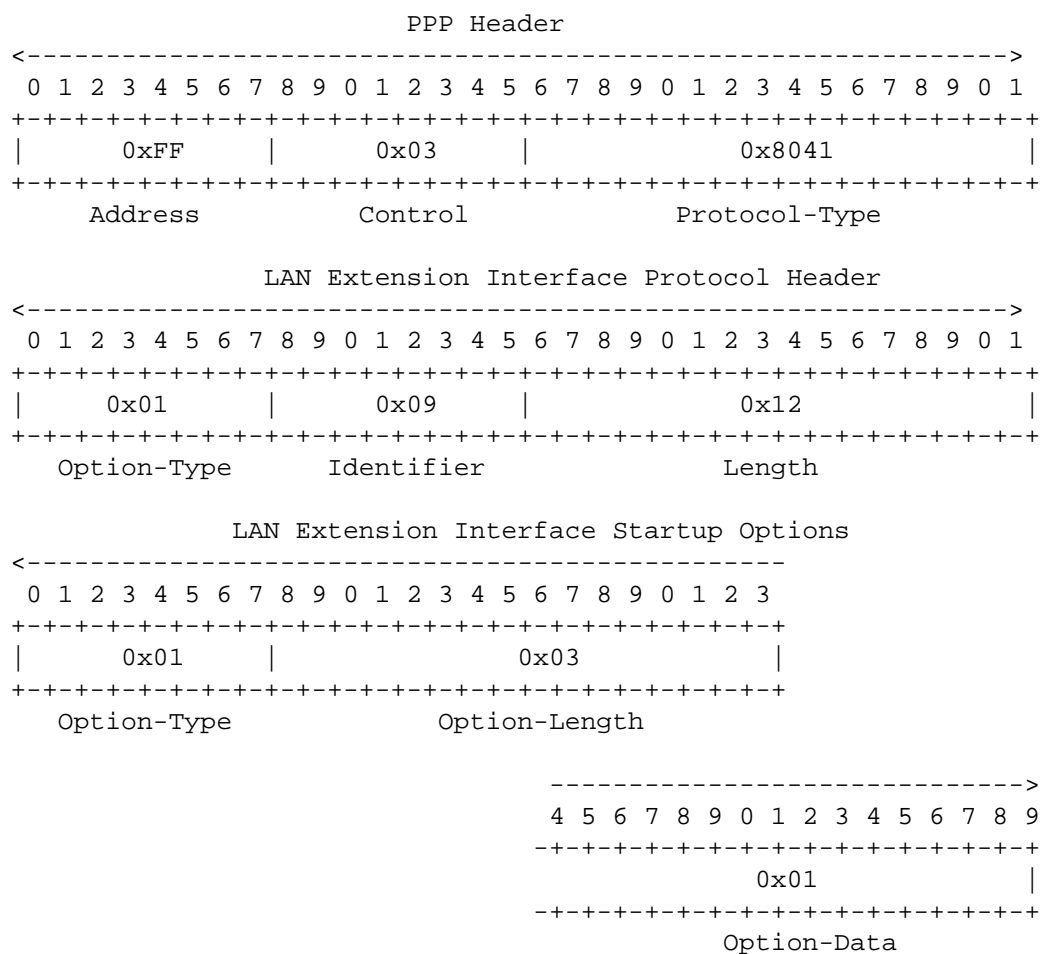 PPP Header
<-------------------------------------------------------------->
 0 1 2 3 4 5 6 7 8 9 0 1 2 3 4 5 6 7 8 9 0 1 2 3 4 5 6 7 8 9 0 1
+-+-+-+-+-+-+-+-+-+-+-+-+-+-+-+-+-+-+-+-+-+-+-+-+-+-+-+-+-+-+-+-+
|      0xFF     |      0x03     |             0x8041            |
+-+-+-+-+-+-+-+-+-+-+-+-+-+-+-+-+-+-+-+-+-+-+-+-+-+-+-+-+-+-+-+-+
     Address          Control             Protocol-Type

                LAN Extension Interface Protocol Header
<-------------------------------------------------------------->
 0 1 2 3 4 5 6 7 8 9 0 1 2 3 4 5 6 7 8 9 0 1 2 3 4 5 6 7 8 9 0 1
+-+-+-+-+-+-+-+-+-+-+-+-+-+-+-+-+-+-+-+-+-+-+-+-+-+-+-+-+-+-+-+-+
|     0x01      |      0x09     |             0x12              |
+-+-+-+-+-+-+-+-+-+-+-+-+-+-+-+-+-+-+-+-+-+-+-+-+-+-+-+-+-+-+-+-+
   Option-Type      Identifier               Length

              LAN Extension Interface Startup Options
<------------------------------------------------
 0 1 2 3 4 5 6 7 8 9 0 1 2 3 4 5 6 7 8 9 0 1 2 3
+-+-+-+-+-+-+-+-+-+-+-+-+-+-+-+-+-+-+-+-+-+-+-+-+
|      0x01     |               0x03            |
+-+-+-+-+-+-+-+-+-+-+-+-+-+-+-+-+-+-+-+-+-+-+-+-+
   Option-Type             Option-Length

                                  ------------------------------>
                                  4 5 6 7 8 9 0 1 2 3 4 5 6 7 8 9
                                 -+-+-+-+-+-+-+-+-+-+-+-+-+-+-+-+
                                               0x01             |
                                 -+-+-+-+-+-+-+-+-+-+-+-+-+-+-+-+
                                             Option-Data